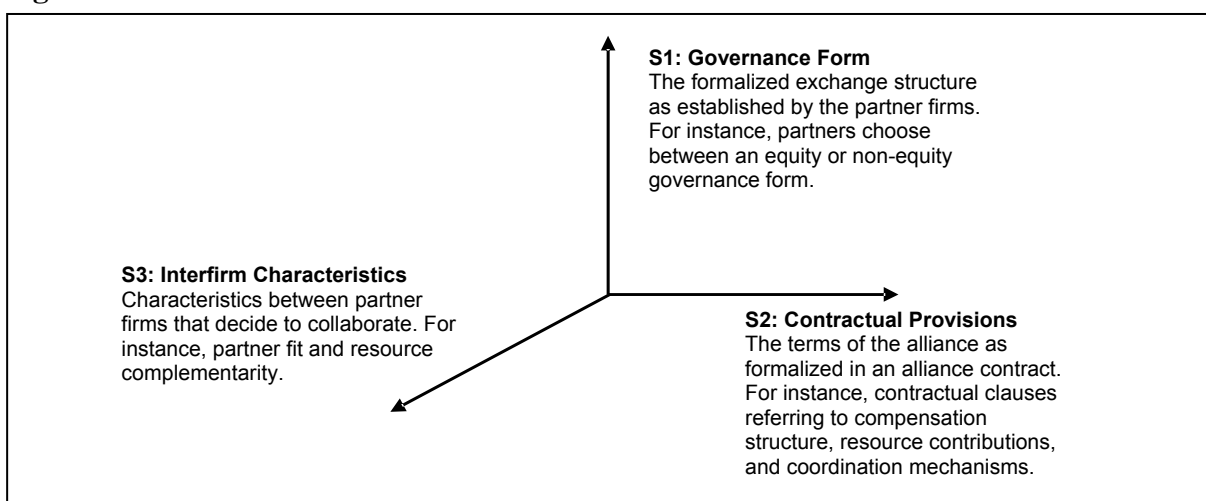 S1: Governance Form
The formalized exchange structure
as established by the partner firms.
For instance, partners choose
between an equity or non-equity
governance form.
S3: Interfirm Characteristics
Characteristics between partner
firms that decide to collaborate. For
instance, partner fit and resource
complementarity.
S2: Contractual Provisions
The terms of the alliance as
formalized in an alliance contract.
For instance, contractual clauses
referring to compensation
structure, resource contributions,
and coordination mechanisms.